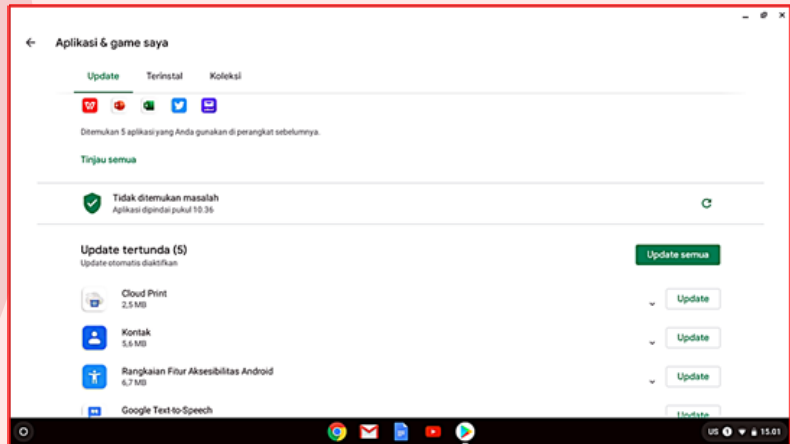 Aplikasi & game saya
Update Terinstal Koleksi
Ditemukan 5 aplikasi yang Anda gunakan di perangkat sebelumnya.
Tinjau semua
Tidak ditemukan masalah
Aplikasi dipindai pukul 10.36
Update tertunda (5)
Update otomatis diaktifkan
Update semua
Cloud Print
2,5 MB
Update
Kontak
5,6 MB
Update
Rangkaian Fitur Aksesibilitas Android
6,7 MB
Update
Google Text-to-Speech
Update
US 15.01